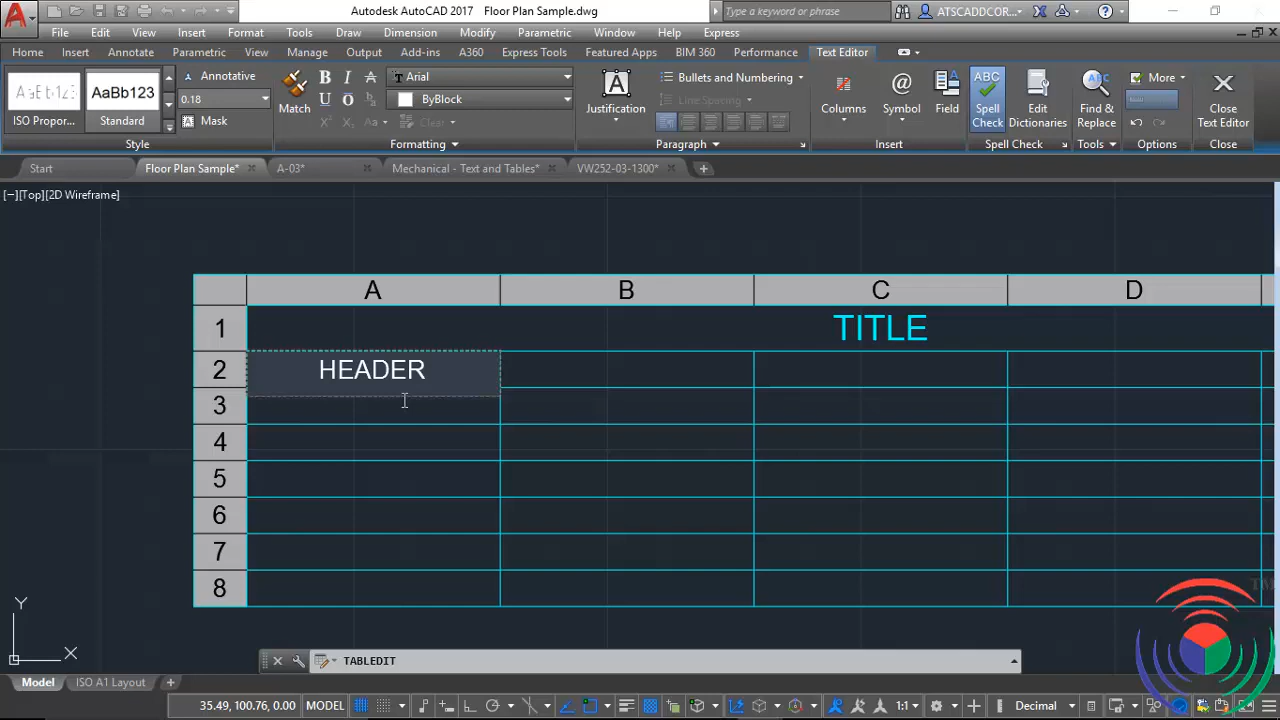 Autodesk AutoCAD 2017 Floor Plan Sample.dwg
Type a keyword or phrase
ATSCADDCOR...
File Edit View Insert Format Tools Draw Dimension Modify Parametric Window Help Express
Home Insert Annotate Parametric View Manage Output Add-ins A360 Express Tools Featured Apps BIM 360 Performance Text Editor
AaBb123 AaBb123 Annotative
ISO Propor... Standard 0.18
Mask
Style
Match
B I A Arial
U O ByBlock
Aa Clear
Formatting
Justification
Bullets and Numbering
Line Spacing
Paragraph
Columns Symbol Field
Insert
ABC
Spell Check
Edit Dictionaries
Spell Check
Find & Replace
Tools
More
Options
Close Text Editor
Close
Start Floor Plan Sample* A-03* Mechanical - Text and Tables* VW252-03-1300*
[−][Top][2D Wireframe]
A B C D
1 TITLE
2 HEADER
3
4
5
6
7
8
TM
Y
X
TABLEDIT
Model ISO A1 Layout
35.49, 100.76, 0.00 MODEL 1:1 Decimal